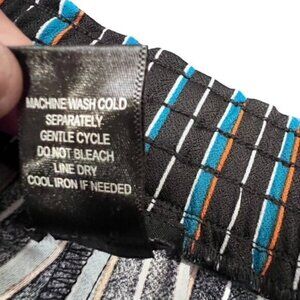 MACHINE WASH COLD
SEPARATELY
GENTLE CYCLE
DO NOT BLEACH
LINE DRY
COOL IRON IF NEEDED